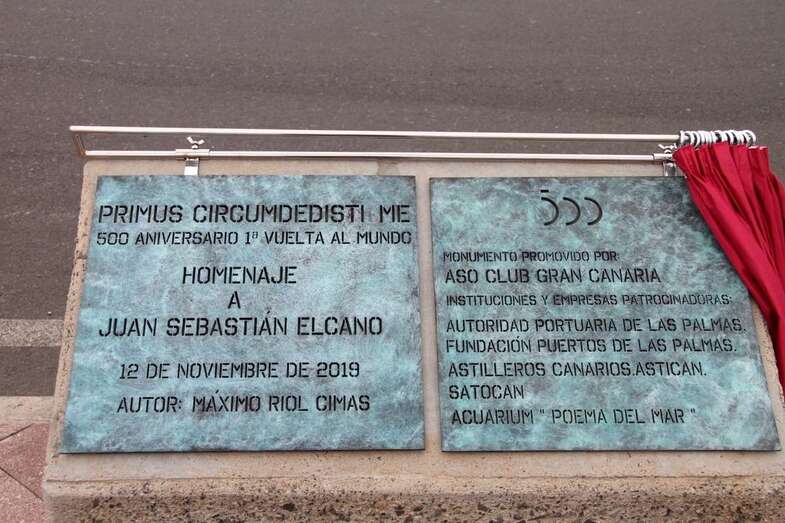 PRIMUS CIRCUMDEDISTI ME
500 ANIVERSARIO 1ª VUELTA AL MUNDO
HOMENAJE
A
JUAN SEBASTIÁN ELCANO
12 DE NOVIEMBRE DE 2019
AUTOR: MÁXIMO RIOL CIMAS
500
MONUMENTO PROMOVIDO POR:
ASO CLUB GRAN CANARIA
INSTITUCIONES Y EMPRESAS PATROCINADORAS:
AUTORIDAD PORTUARIA DE LAS PALMAS.
FUNDACIÓN PUERTOS DE LAS PALMAS.
ASTILLEROS CANARIOS.ASTICAN.
SATOCAN
ACUARIUM " POEMA DEL MAR "